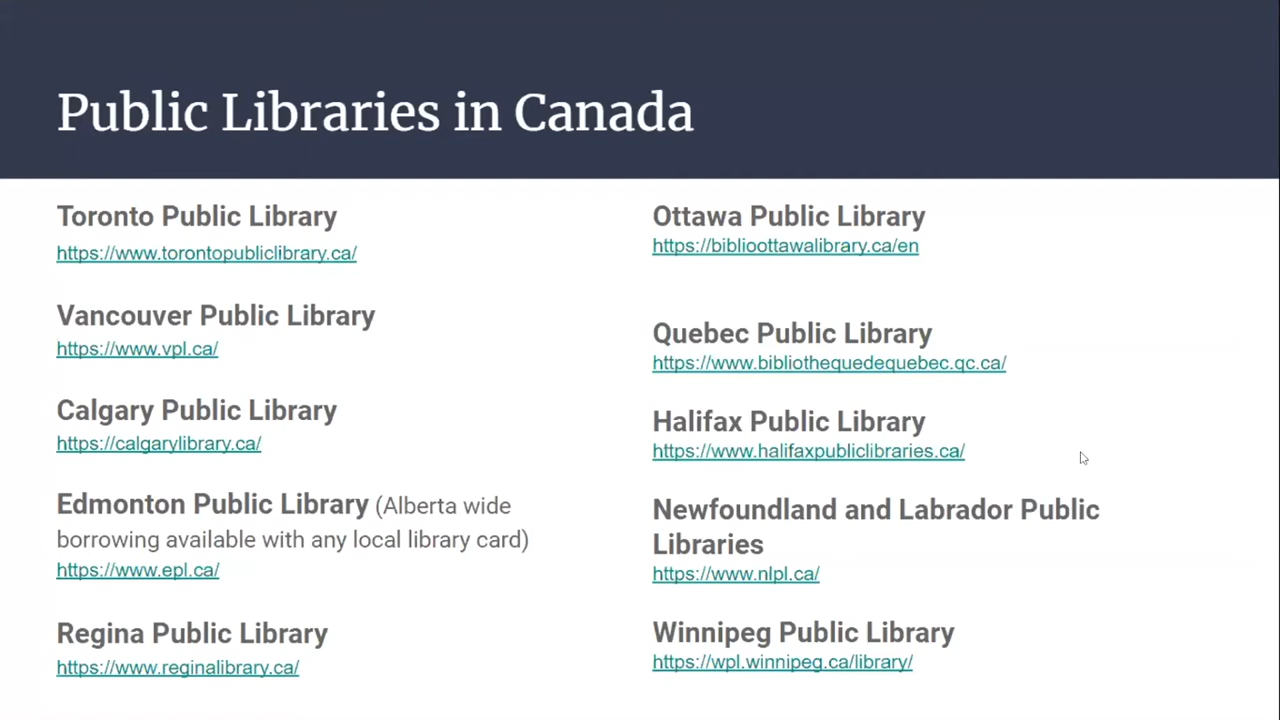 Public Libraries in Canada
Toronto Public Library
https://www.torontopubliclibrary.ca/
Vancouver Public Library
https://www.vpl.ca/
Calgary Public Library
https://calgarylibrary.ca/
Edmonton Public Library (Alberta wide
borrowing available with any local library card)
https://www.epl.ca/
Regina Public Library
https://www.reginalibrary.ca/
Ottawa Public Library
https://biblioottawalibrary.ca/en
Quebec Public Library
https://www.bibliothequedequebec.qc.ca/
Halifax Public Library
https://www.halifaxpubliclibraries.ca/
Newfoundland and Labrador Public
Libraries
https://www.nlpl.ca/
Winnipeg Public Library
https://wpl.winnipeg.ca/library/